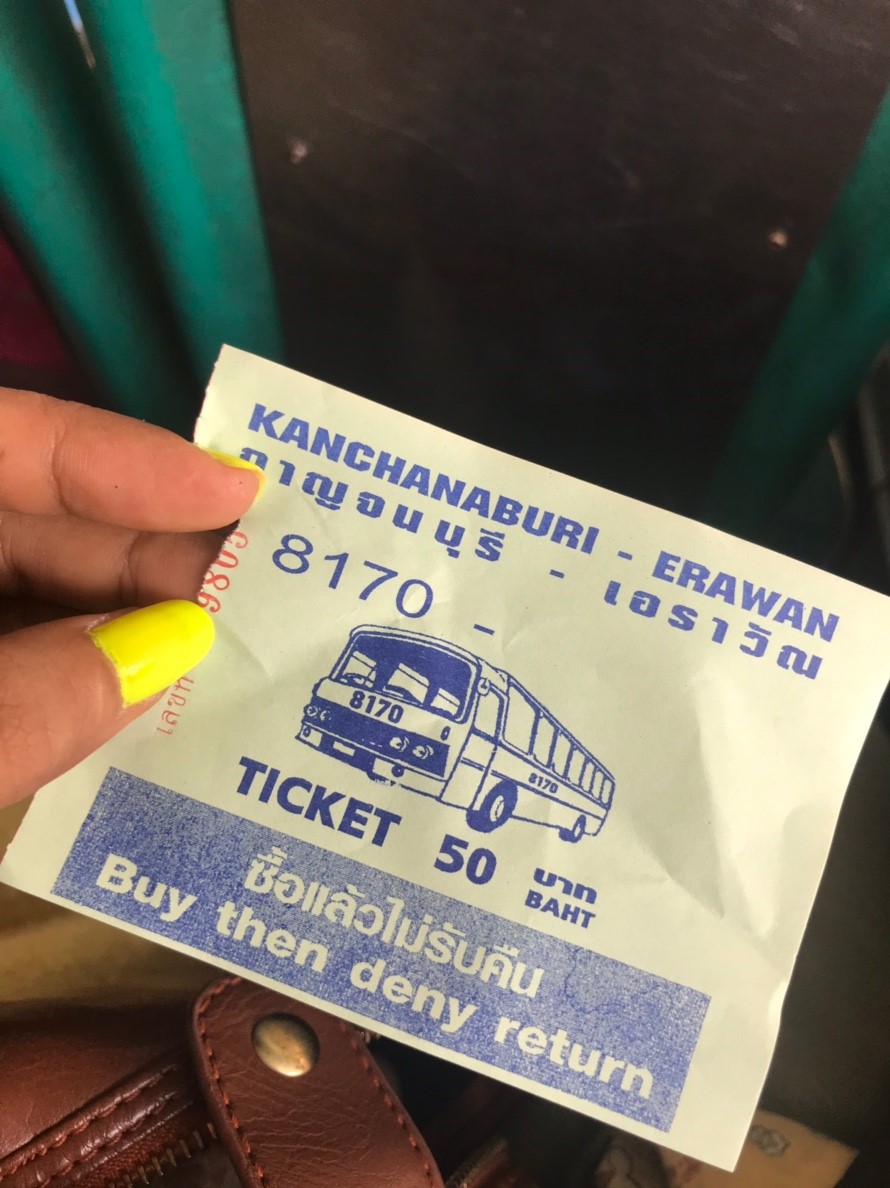 KANCHANABURI - ERAWAN
กาญจนบุรี - เอราวัณ
8170 -
8170
8170
TICKET 50 บาท
BAHT
ซื้อแล้วไม่รับคืน
Buy then deny return